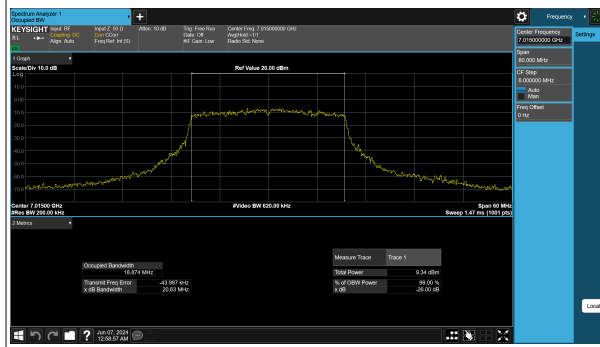 Spectrum Analyzer 1
Occupied BW
+
Frequency
KEYSIGHT Input: RF Input Z: 50 Ω Atten: 10 dB Trig: Free Run Center Freq: 7.015000000 GHz
RL Coupling: DC Corr CCorr Gate: Off Avg|Hold:>1/1
Align: Auto Freq Ref: Int (S) #IF Gain: Low Radio Std: None
Center Frequency
7.015000000 GHz
Settings
Span
60.000 MHz
CF Step
6.000000 MHz
Auto
Man
Freq Offset
0 Hz
1 Graph
Scale/Div 10.0 dB Ref Value 20.00 dBm
Log
10.0
0.00
-10.0
-20.0
-30.0
-40.0
-50.0
-60.0
-70.0
Center 7.01500 GHz #Video BW 620.00 kHz Span 60 MHz
#Res BW 200.00 kHz Sweep 1.47 ms (1001 pts)
2 Metrics
Measure Trace Trace 1
Occupied Bandwidth
18.874 MHz
Total Power 9.34 dBm
Transmit Freq Error -43.987 kHz % of OBW Power 99.00 %
x dB Bandwidth 20.63 MHz x dB -26.00 dB
Jun 07, 2024
12:58:57 AM
?
Local